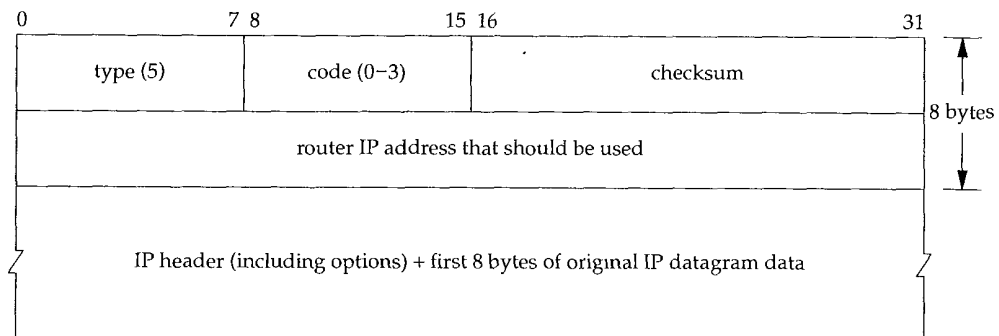 0 7 8 15 16 31
type (5) code (0−3) checksum
8 bytes
router IP address that should be used
IP header (including options) + first 8 bytes of original IP datagram data